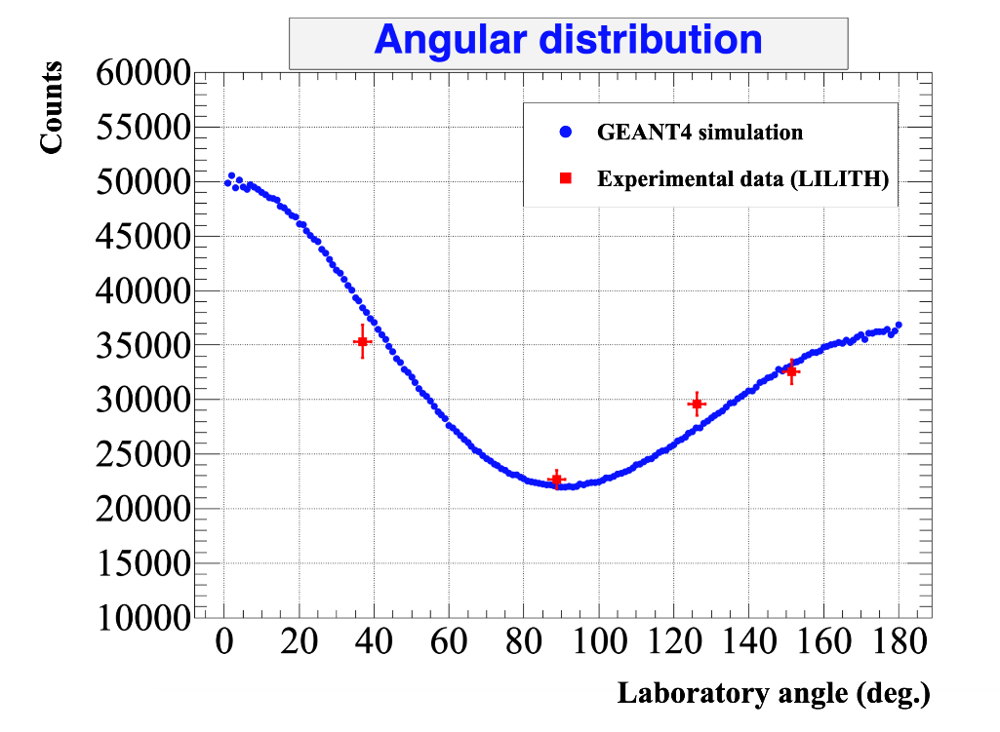 Angular distribution
Counts
60000
55000
50000
45000
40000
35000
30000
25000
20000
15000
10000
GEANT4 simulation
Experimental data (LILITH)
0 20 40 60 80 100 120 140 160 180
Laboratory angle (deg.)